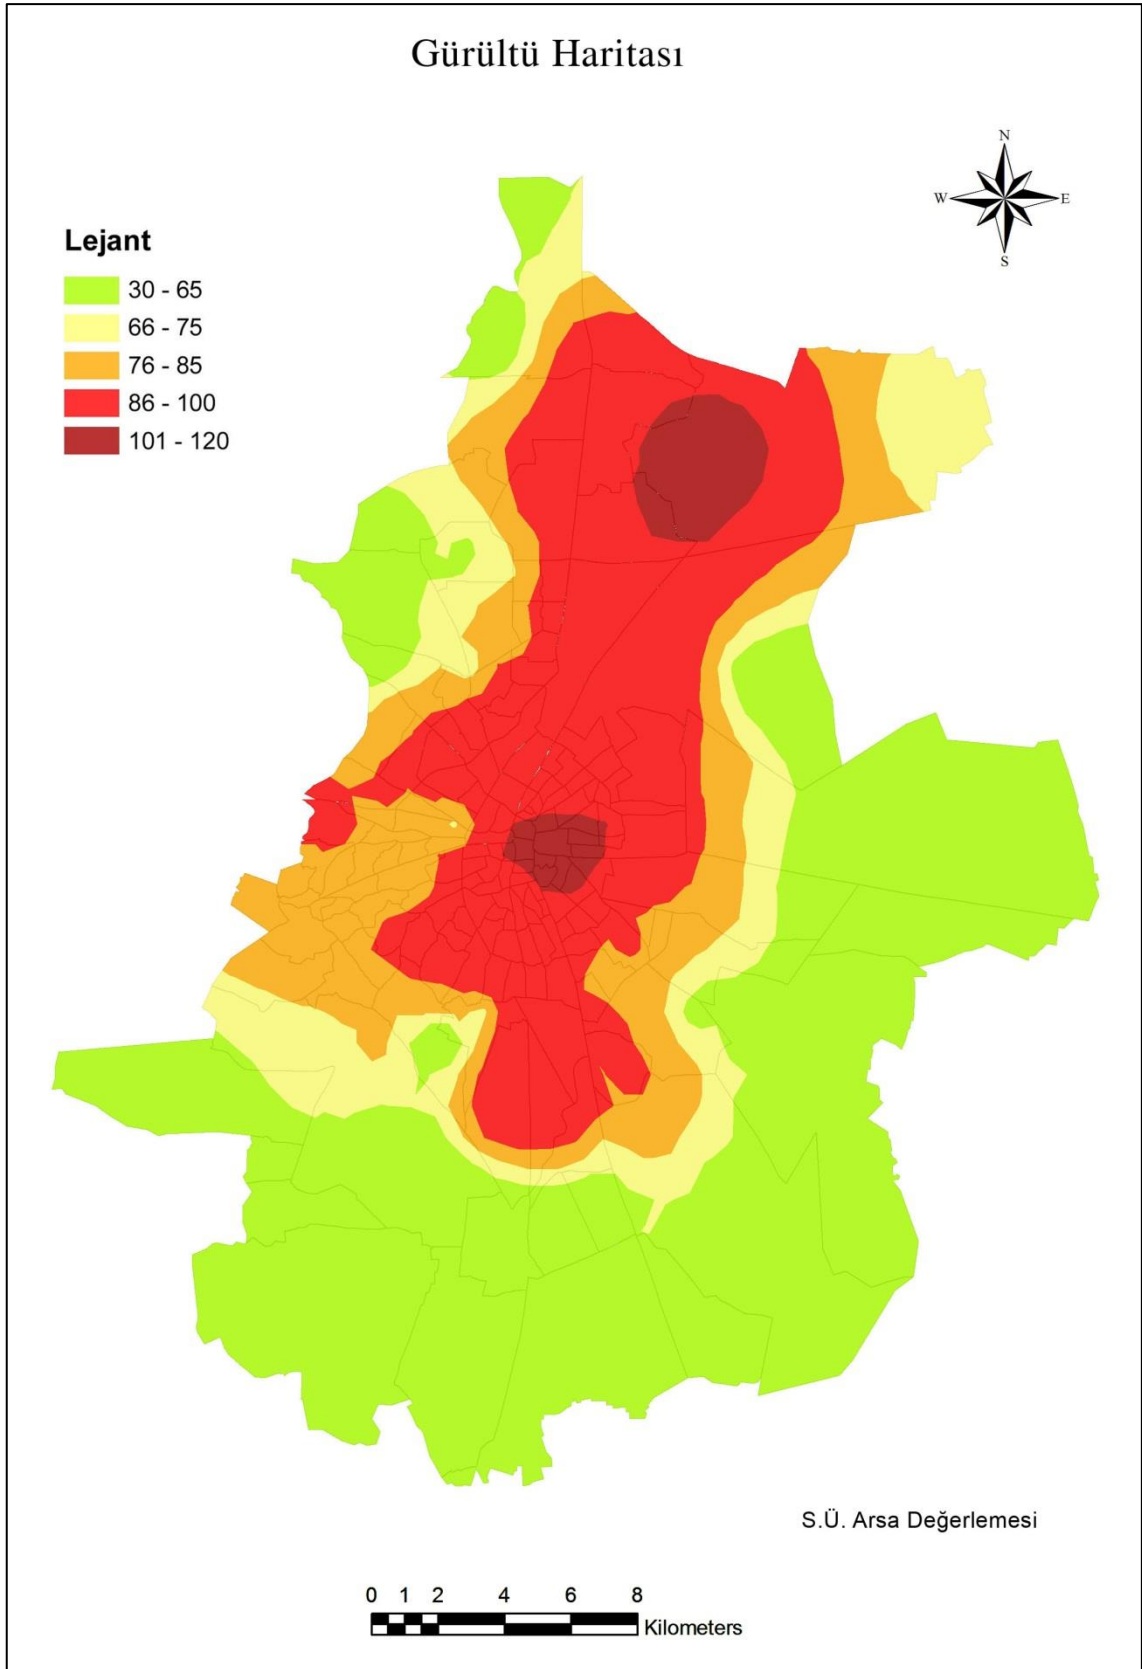 Gürültü Haritası
N
W E
S
Lejant
30 - 65
66 - 75
76 - 85
86 - 100
101 - 120
S.Ü. Arsa Değerlemesi
0 1 2 4 6 8
Kilometers